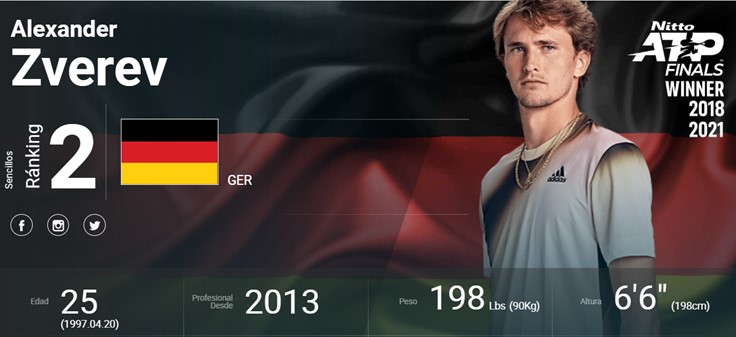 Alexander
Zverev
Sencillos
Ránking
2
GER
Nitto
ATP
FINALS
WINNER
2018
2021
adidas
Edad 25
(1997.04.20)
Profesional
Desde 2013
Peso 198 Lbs (90Kg)
Altura 6'6" (198cm)